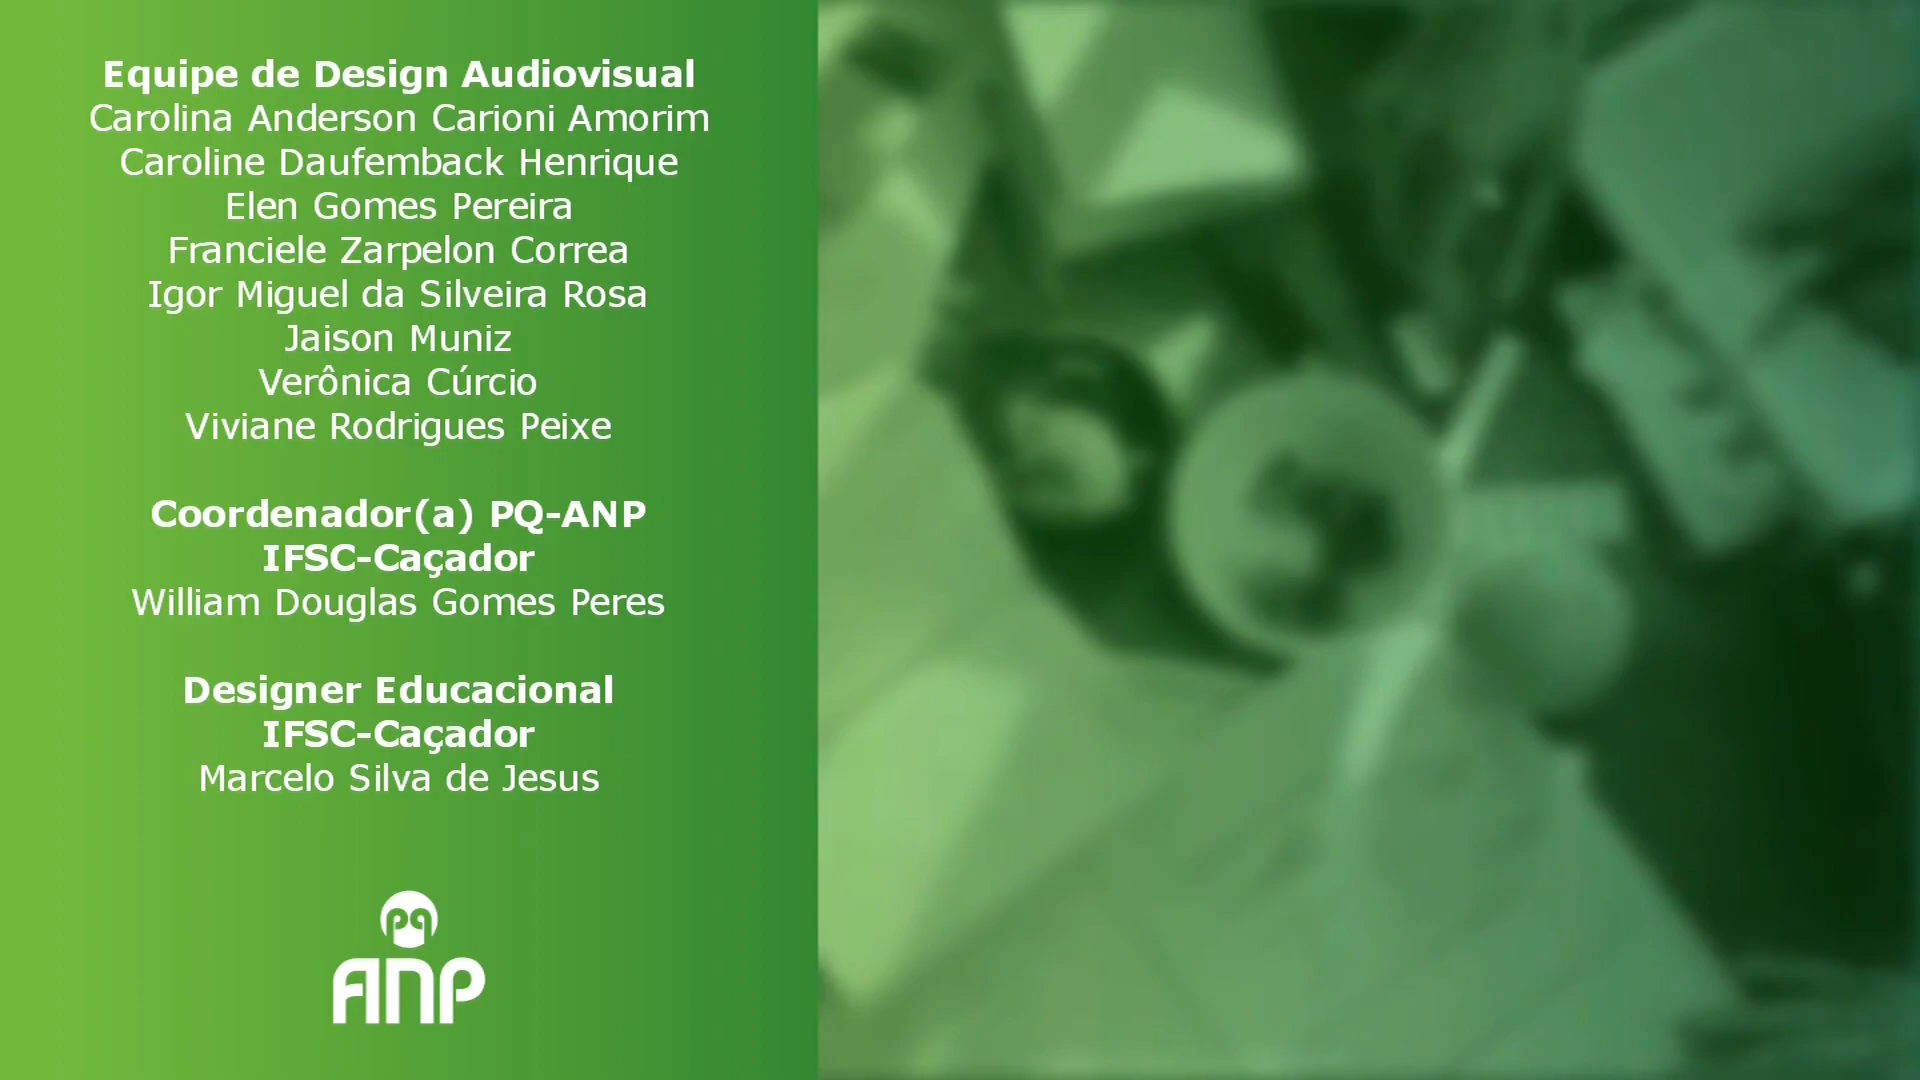 Equipe de Design Audiovisual
Carolina Anderson Carioni Amorim
Caroline Daufemback Henrique
Elen Gomes Pereira
Franciele Zarpelon Correa
Igor Miguel da Silveira Rosa
Jaison Muniz
Verônica Cúrcio
Viviane Rodrigues Peixe
Coordenador(a) PQ-ANP
IFSC-Caçador
William Douglas Gomes Peres
Designer Educacional
IFSC-Caçador
Marcelo Silva de Jesus
pq
ANP